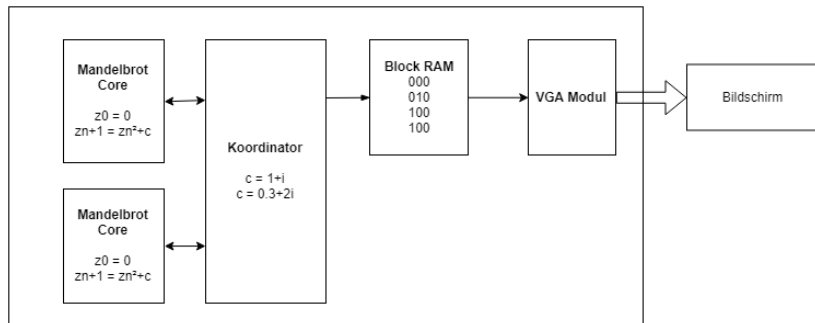 Mandelbrot
Core
z0 = 0
zn+1 = zn²+c
Mandelbrot
Core
z0 = 0
zn+1 = zn²+c
Koordinator
c = 1+i
c = 0.3+2i
Block RAM
000
010
100
100
VGA Modul
Bildschirm